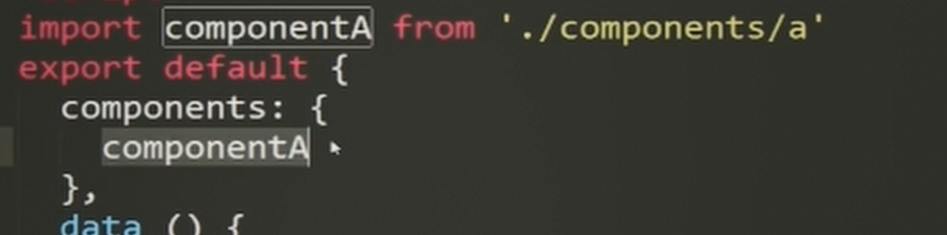 import componentA from './components/a'
export default {
components: {
componentA
},
data () {